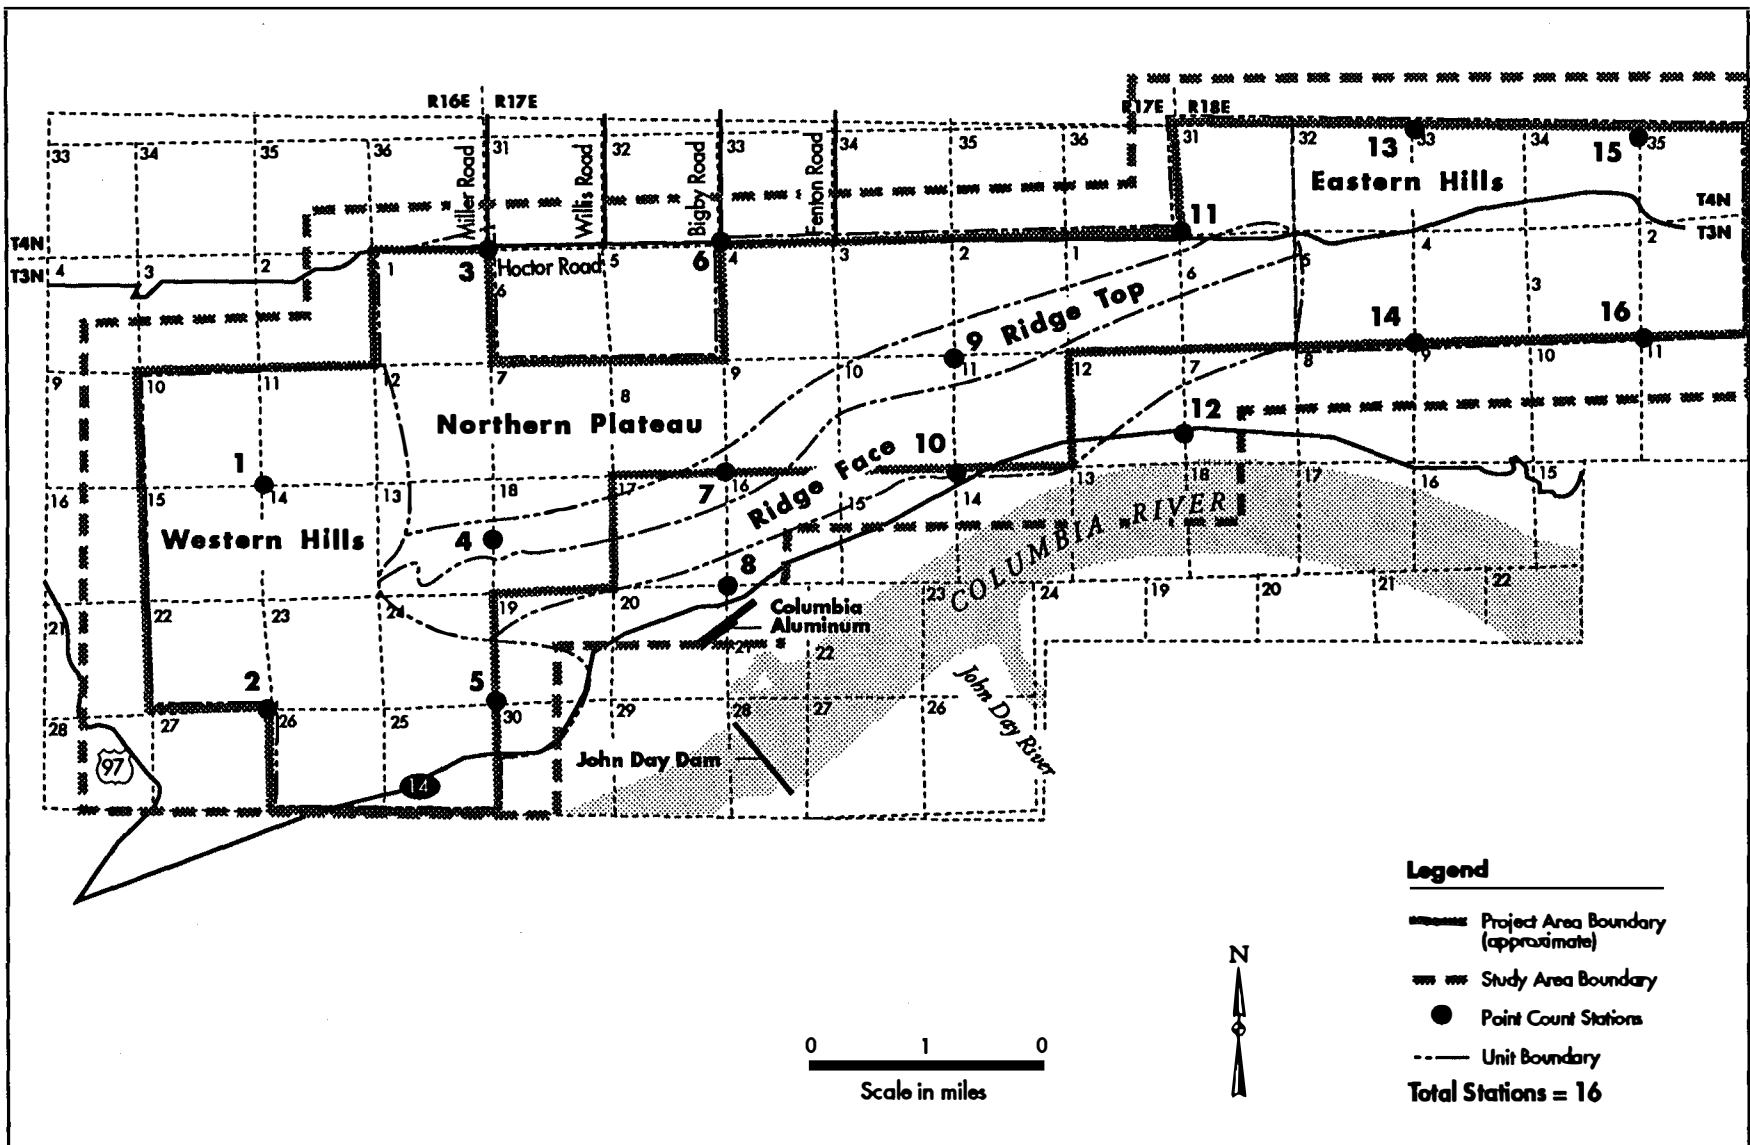 R16E R17E
R17E R18E
33 34 35 36 31 32 33 34 35 36 31 32 33 34 35
Miller Road
Willis Road
Bigby Road
Fenton Road
13
15
Eastern Hills
T4N
T3N
T4N
T3N
11
4 3 2 1 6 5 4 3 2 1 6 5 4 3 2
3
Hoctor Road
6
9 Ridge Top
14
16
9 10 11 12 7 8 9 10 11 12 7 8 9 10 11
Northern Plateau
12
1
10
Ridge Face
7
16 15 14 13 18 17 16 15 14 13 18 17 16 15
Western Hills
4
COLUMBIA RIVER
8
21 22 23 24 19 20 21 22 23 24 19 20 21 22
Columbia
Aluminum
2
5
28 27 26 25 30 29 28 27 26
John Day River
97
John Day Dam
14
Legend
Project Area Boundary
(approximate)
Study Area Boundary
Point Count Stations
Unit Boundary
Total Stations = 16
N
0 1 0
Scale in miles